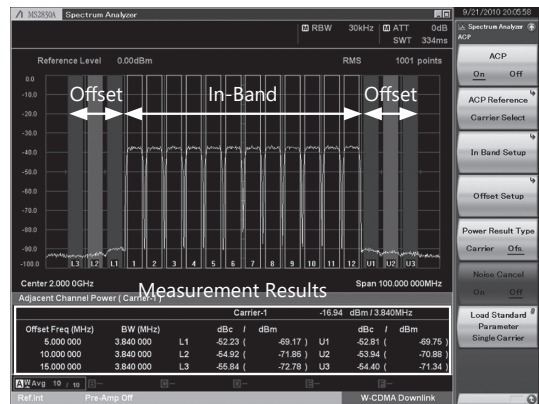 MS2830A Spectrum Analyzer
9/21/2010 20:05:58
M RBW 30kHz M ATT 0dB
SWT 334ms
Reference Level 0.00dBm RMS 1001 points
0.0
-10.0
-20.0
-30.0
-40.0
-50.0
-60.0
-70.0
-80.0
-90.0
-100.0
Offset In-Band Offset
L3 L2 L1 1 2 3 4 5 6 7 8 9 10 11 12 U1 U2 U3
Center 2.000 0GHz Span 100.000 000MHz
Measurement Results
Adjacent Channel Power ( Carrier-1 )
Carrier-1 -16.94 dBm / 3.840MHz
Offset Freq (MHz) BW (MHz) dBc / dBm dBc / dBm
5.000 000 3.840 000 L1 -52.23 ( -69.17 ) U1 -52.81 ( -69.75 )
10.000 000 3.840 000 L2 -54.92 ( -71.86 ) U2 -53.94 ( -70.88 )
15.000 000 3.840 000 L3 -55.84 ( -72.78 ) U3 -54.40 ( -71.34 )
A W Avg 10 / 10 B- C- D- E- F-
Ref.Int Pre-Amp Off W-CDMA Downlink
Spectrum Analyzer
ACP
ACP
On Off
ACP Reference
Carrier Select
In Band Setup
Offset Setup
Power Result Type
Carrier Ofs.
Noise Cancel
On Off
Load Standard
Parameter
Single Carrier